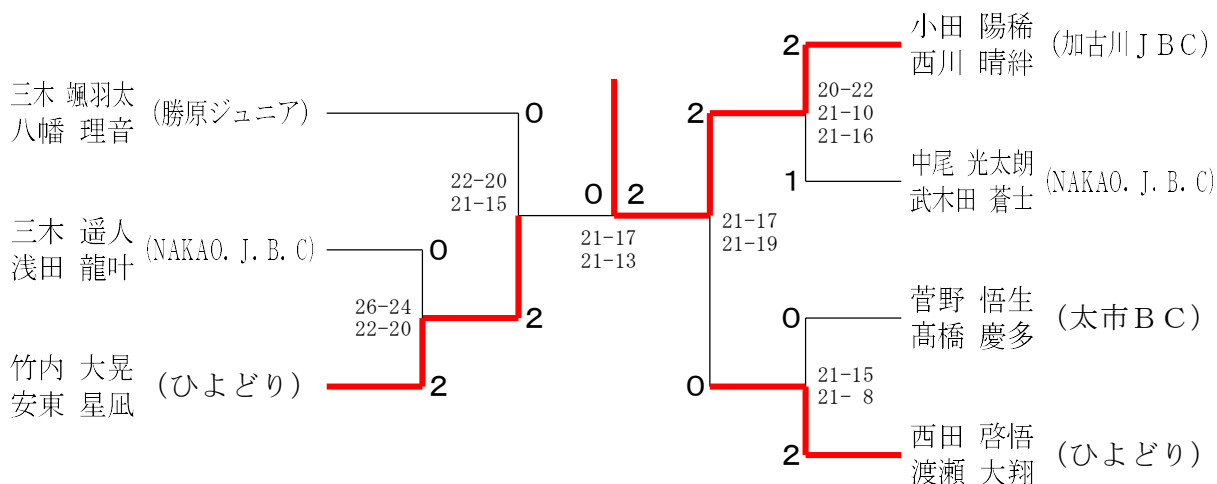 三木 颯羽太
八幡 理音
(勝原ジュニア)
0
22-20
21-15
三木 遥人
浅田 龍叶
(NAKAO. J. B. C)
0
26-24
22-20
2
竹内 大晃
安東 星凪
(ひよどり)
2
0 2
21-17
21-13
小田 陽稀
西川 晴絆
(加古川ＪＢＣ)
2
20-22
21-10
21-16
2
中尾 光太朗
武木田 蒼士
(NAKAO. J. B. C)
1
21-17
21-19
菅野 悟生
髙橋 慶多
(太市ＢＣ)
0
21-15
21- 8
0
西田 啓悟
渡瀬 大翔
(ひよどり)
2